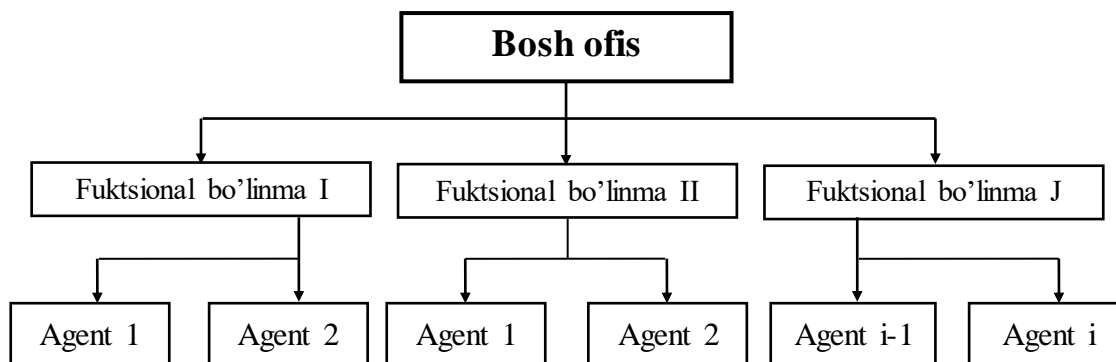 Bosh ofis
Fuktsional bo’linma I
Fuktsional bo’linma II
Fuktsional bo’linma J
Agent 1
Agent 2
Agent 1
Agent 2
Agent i-1
Agent i